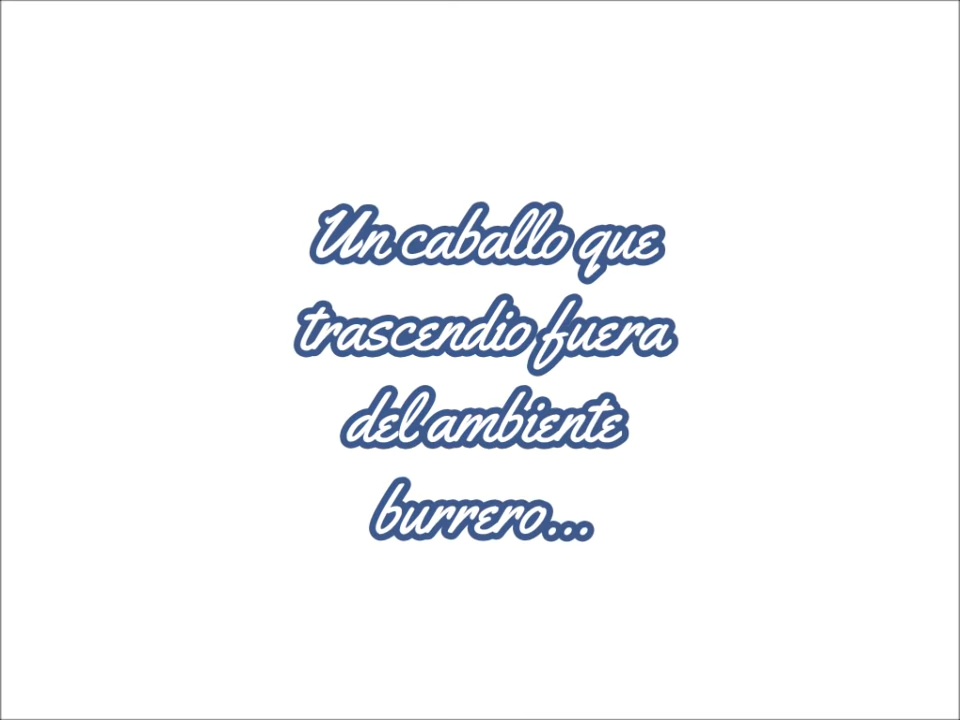 Un caballo que
trascendio fuera
del ambiente
burrero...